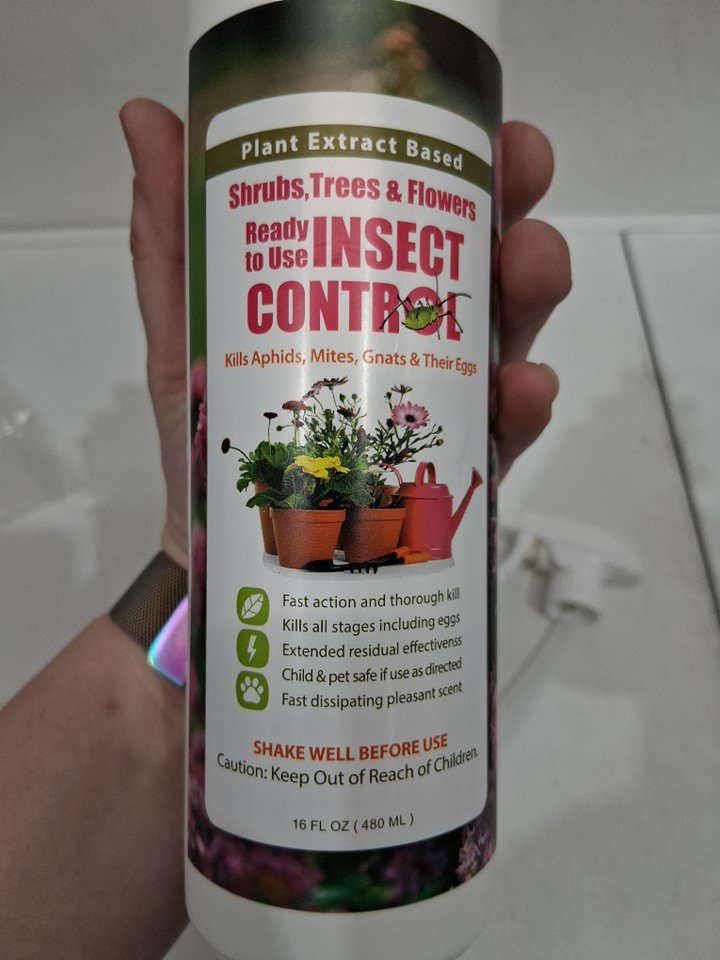 Plant Extract Based
Shrubs,Trees & Flowers
Ready
to Use INSECT
CONTROL
Kills Aphids, Mites, Gnats & Their Eggs
Fast action and thorough kill
Kills all stages including eggs
Extended residual effectivenss
Child & pet safe if use as directed
Fast dissipating pleasant scent
SHAKE WELL BEFORE USE
Caution: Keep Out of Reach of Children.
16 FL OZ ( 480 ML )